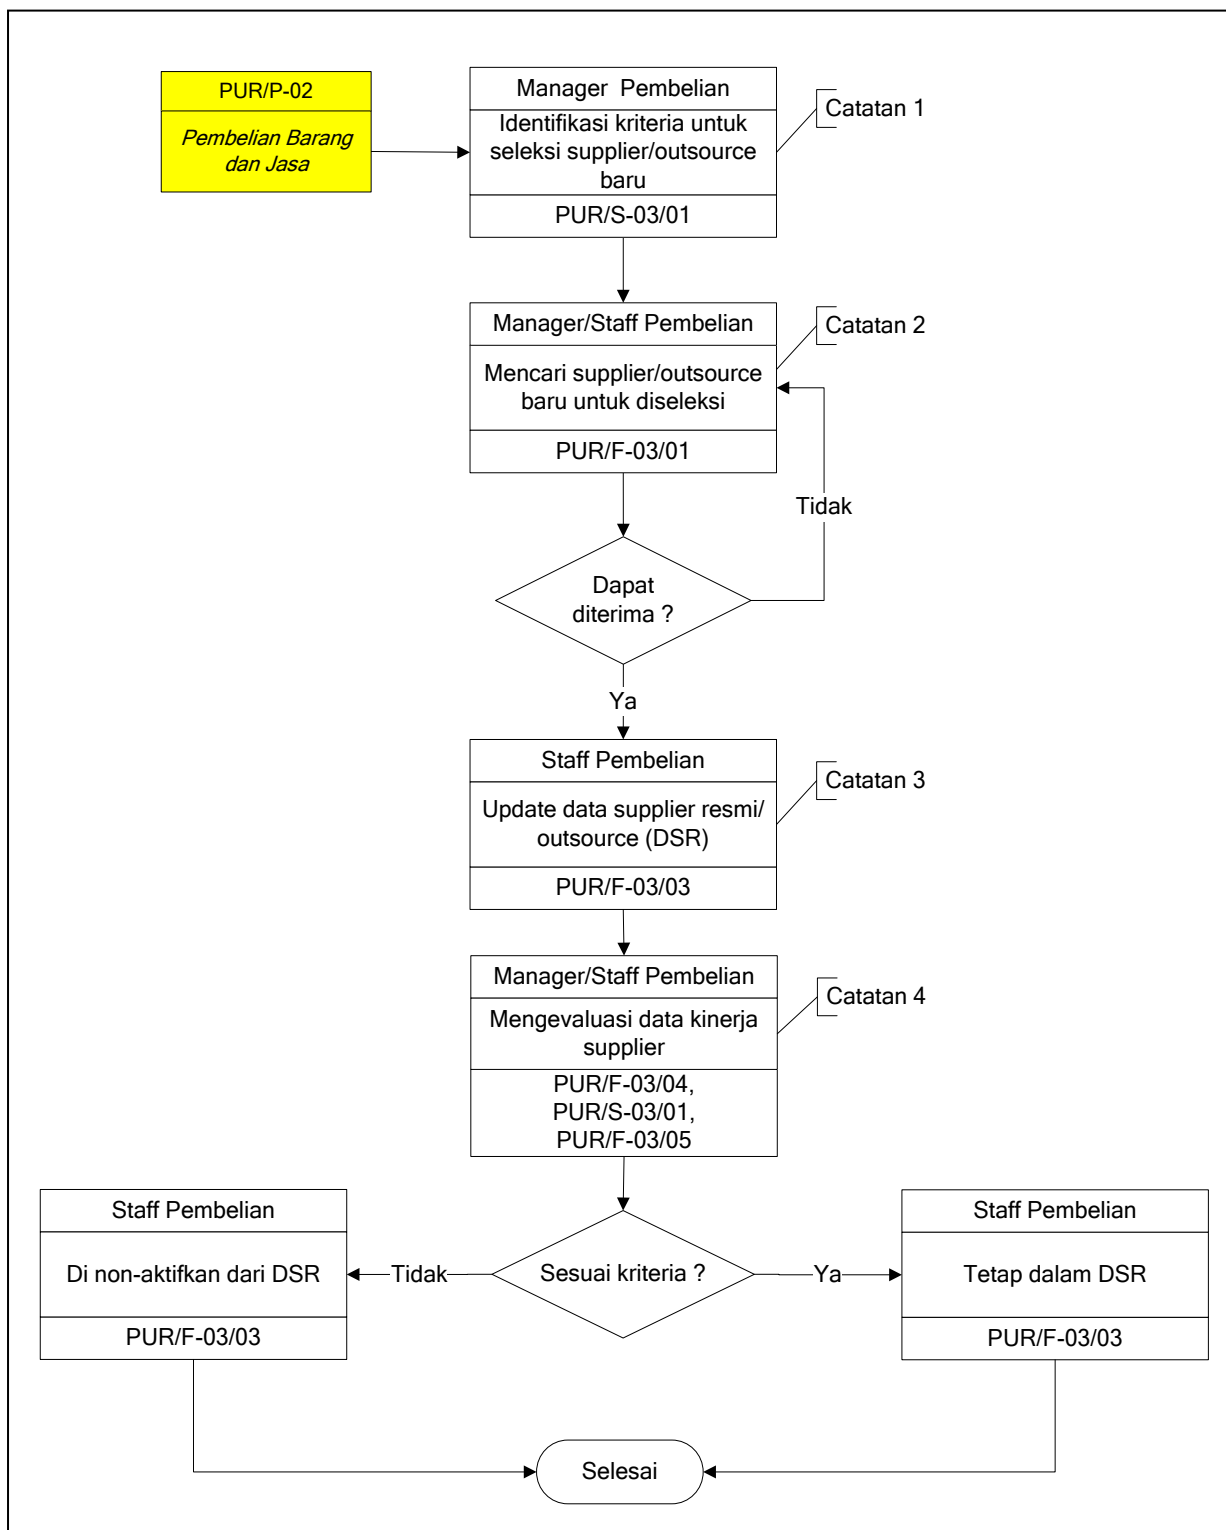 PUR/P-02
Pembelian Barang
dan Jasa
Manager  Pembelian
Identifikasi kriteria untuk
seleksi supplier/outsource
baru
PUR/S-03/01
Catatan 1
Manager/Staff Pembelian
Mencari supplier/outsource
baru untuk diseleksi
PUR/F-03/01
Catatan 2
Tidak
Dapat
diterima ?
Ya
Staff Pembelian
Update data supplier resmi/
outsource (DSR)
PUR/F-03/03
Catatan 3
Manager/Staff Pembelian
Mengevaluasi data kinerja
supplier
PUR/F-03/04,
PUR/S-03/01,
PUR/F-03/05
Catatan 4
Staff Pembelian
Di non-aktifkan dari DSR
PUR/F-03/03
Tidak
Sesuai kriteria ?
Ya
Staff Pembelian
Tetap dalam DSR
PUR/F-03/03
Selesai